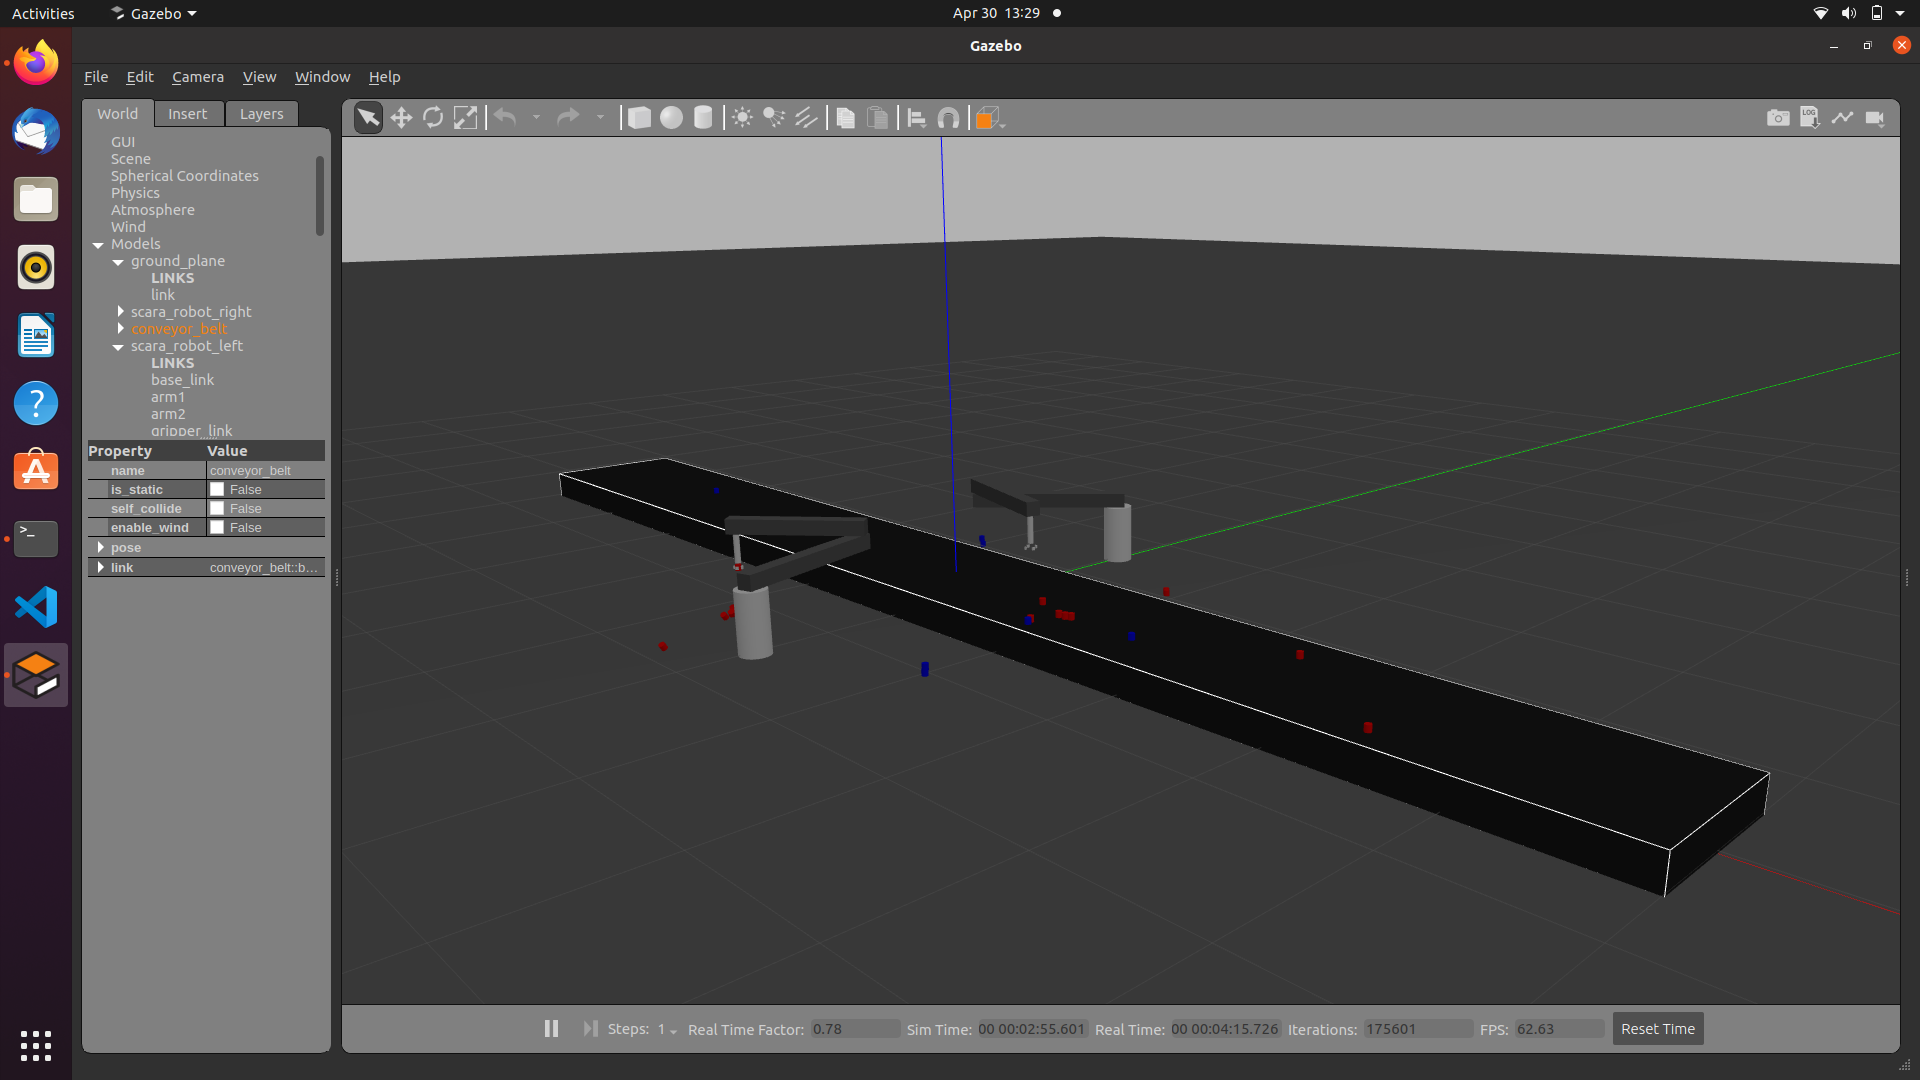 Activities
Gazebo
Apr 30 13:29
Gazebo
File Edit Camera View Window Help
World Insert Layers
GUI
Scene
Spherical Coordinates
Physics
Atmosphere
Wind
Models
ground_plane
LINKS
link
scara_robot_right
conveyor_belt
scara_robot_left
LINKS
base_link
arm1
arm2
gripper_link
Property Value
name conveyor_belt
is_static False
self_collide False
enable_wind False
pose
link conveyor_belt::b...
LOG
>_
?
Steps: 1 Real Time Factor: 0.78 Sim Time: 00 00:02:55.601 Real Time: 00 00:04:15.726 Iterations: 175601 FPS: 62.63 Reset Time